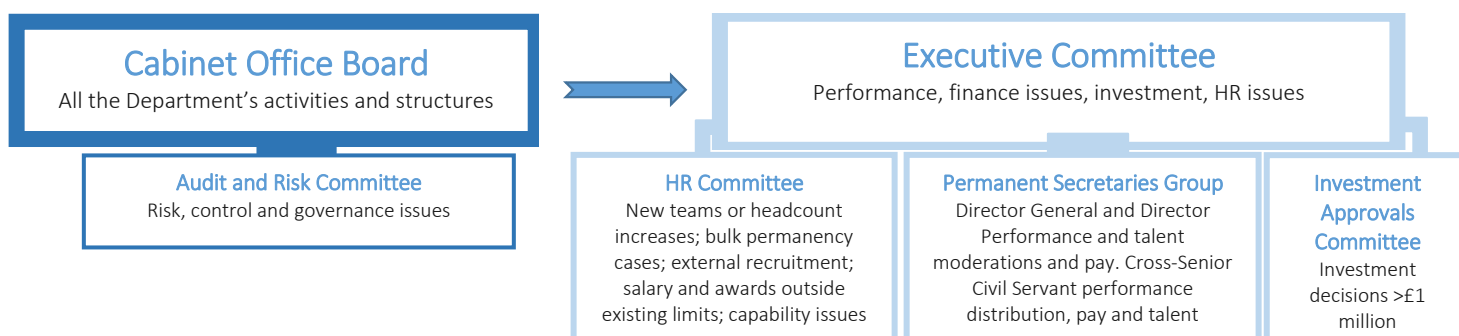 Cabinet Office Board
All the Department’s activities and structures
Audit and Risk Committee
Risk, control and governance issues
Executive Committee
Performance, finance issues, investment, HR issues
HR Committee
New teams or headcount
increases; bulk permanency
cases; external recruitment;
salary and awards outside
existing limits; capability issues
Permanent Secretaries Group
Director General and Director
Performance and talent
moderations and pay. Cross-Senior
Civil Servant performance
distribution, pay and talent
Investment
Approvals
Committee
Investment
decisions >£1
million